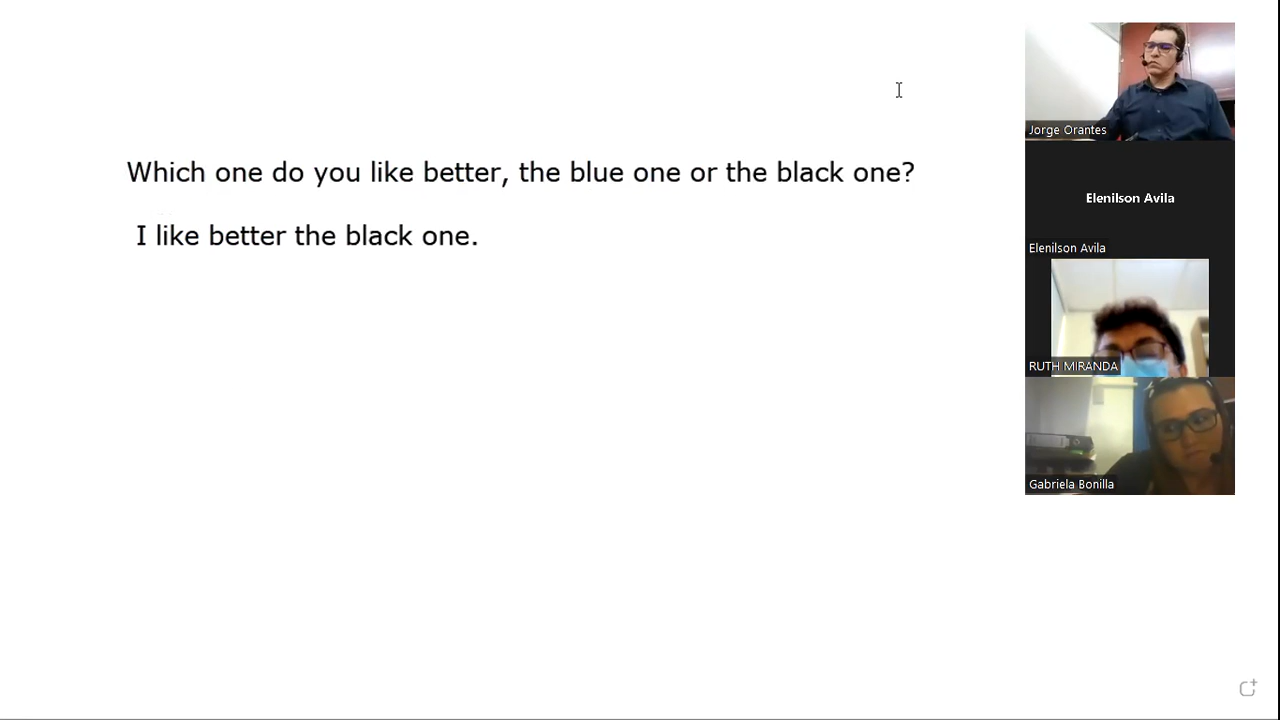 Which one do you like better, the blue one or the black one?
I like better the black one.
Jorge Orantes
Elenilson Avila
Elenilson Avila
RUTH MIRANDA
Gabriela Bonilla